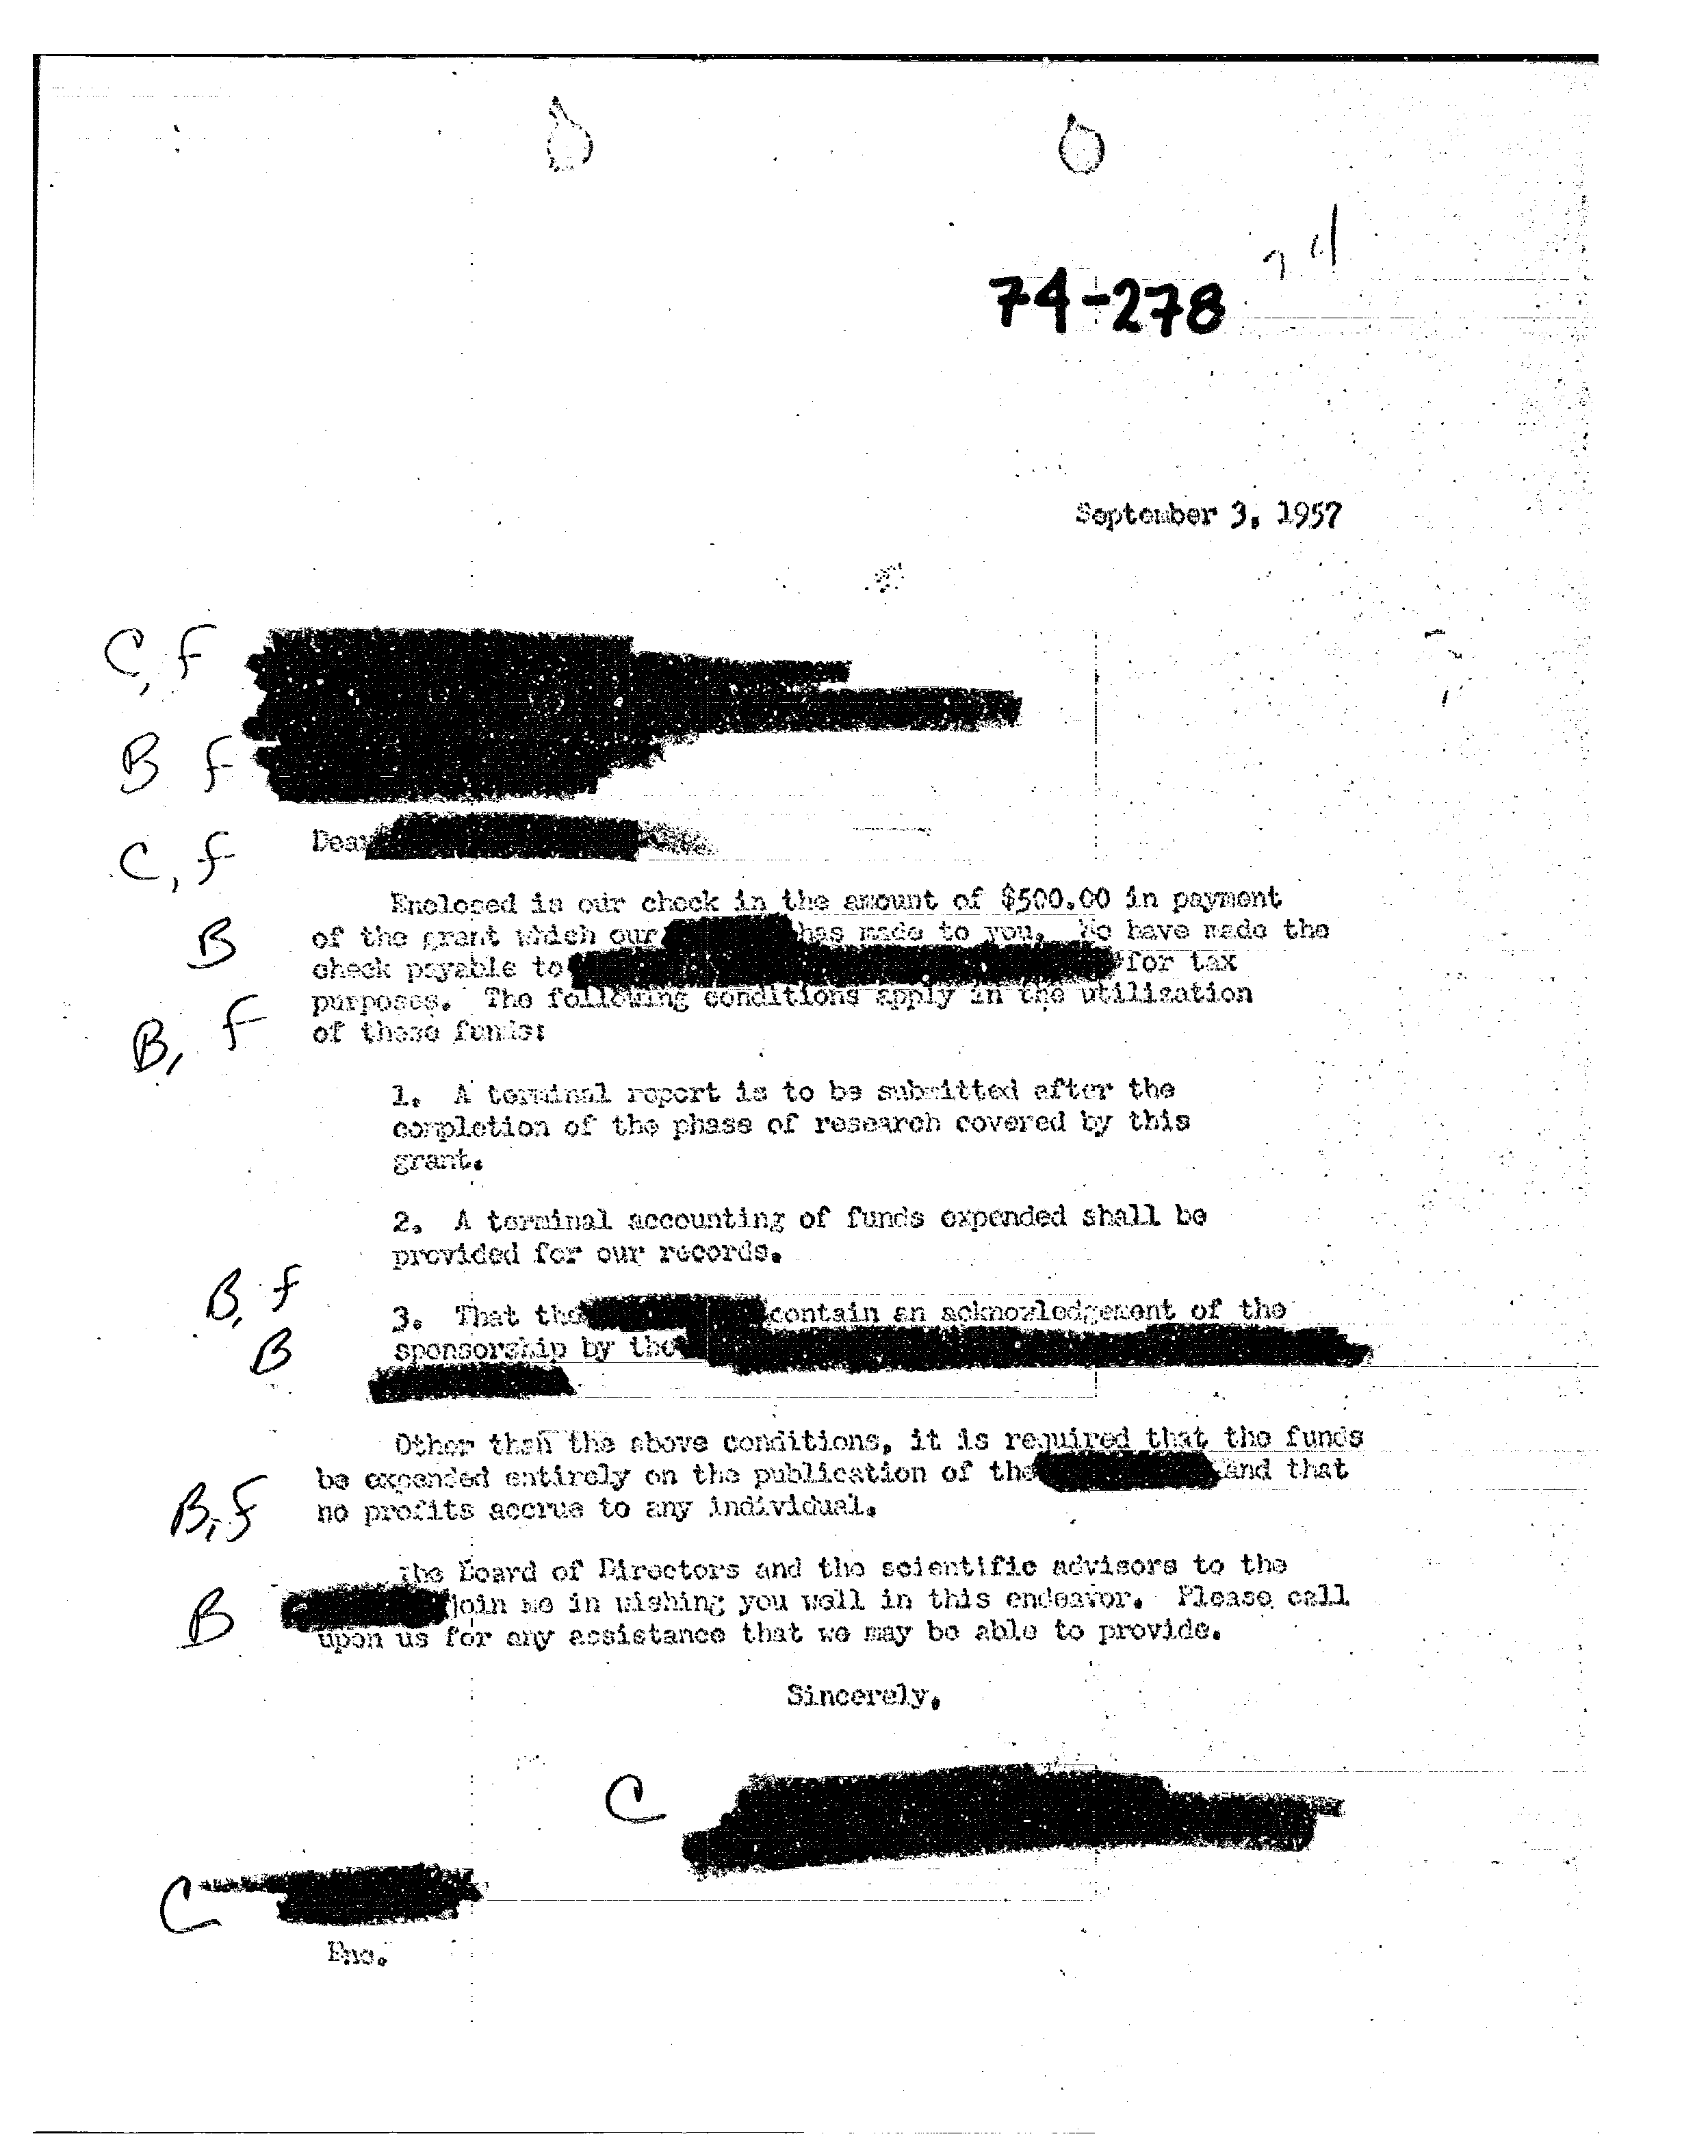 74-278
September 3, 1957
C, f
B f
C, f
Dear
Enclosed is our check in the amount of $500.00 in payment
B
of the grant which our has made to you. We have made the
check payable to for tax
purposes. The following conditions apply in the utilization
B, f
of these funds:
1. A terminal report is to be submitted after the
completion of the phase of research covered by this
grant.
2. A terminal accounting of funds expended shall be
provided for our records.
B, f
3. That the contain an acknowledgement of the
B
sponsorship by the
Other than the above conditions, it is required that the funds
be expended entirely on the publication of the and that
B, f
no profits accrue to any individual.
The Board of Directors and the scientific advisors to the
B
join me in wishing you well in this endeavor. Please call
upon us for any assistance that we may be able to provide.
Sincerely,
C
C
Enc.